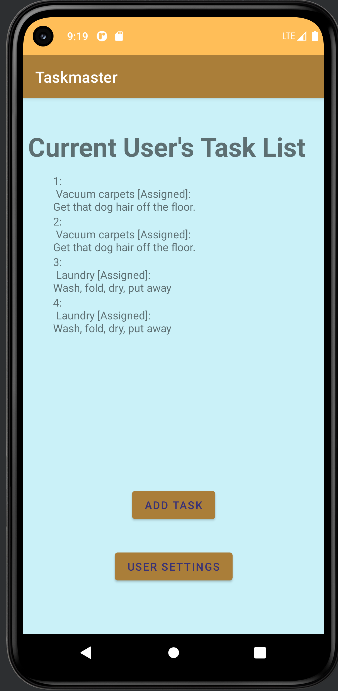 9:19 LTE
Taskmaster
Current User's Task List
1:
Vacuum carpets [Assigned]:
Get that dog hair off the floor.
2:
Vacuum carpets [Assigned]:
Get that dog hair off the floor.
3:
Laundry [Assigned]:
Wash, fold, dry, put away
4:
Laundry [Assigned]:
Wash, fold, dry, put away
ADD TASK
USER SETTINGS